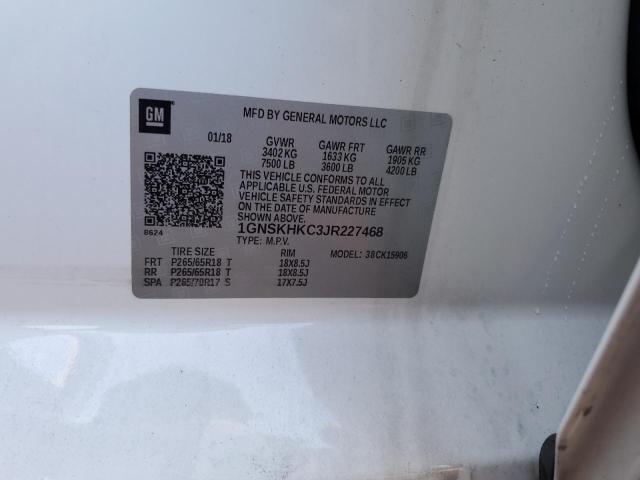 GM
MFD BY GENERAL MOTORS LLC
01/18 GVWR GAWR FRT GAWR RR
3402 KG 1633 KG 1905 KG
7500 LB 3600 LB 4200 LB
THIS VEHICLE CONFORMS TO ALL
APPLICABLE U.S. FEDERAL MOTOR
VEHICLE SAFETY STANDARDS IN EFFECT
ON THE DATE OF MANUFACTURE
SHOWN ABOVE.
8624 1GNSKHKC3JR227468
TYPE: M.P.V. MODEL: 38CK15906
TIRE SIZE RIM
FRT P265/65R18 T 18X8.5J
RR P265/65R18 T 18X8.5J
SPA P265/70R17 S 17X7.5J